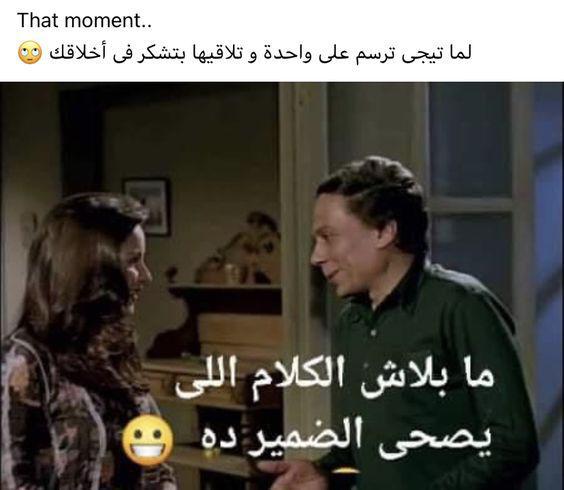 That moment..
لما تيجى ترسم على واحدة و تلاقيها بتشكر فى أخلاقك 🙄
ما بلاش الكلام اللى
يصحى الضمير ده 😀